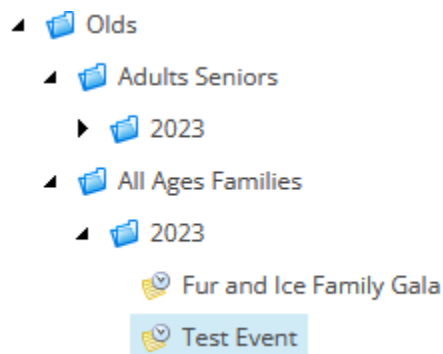 Olds
Adults Seniors
2023
All Ages Families
2023
Fur and Ice Family Gala
Test Event